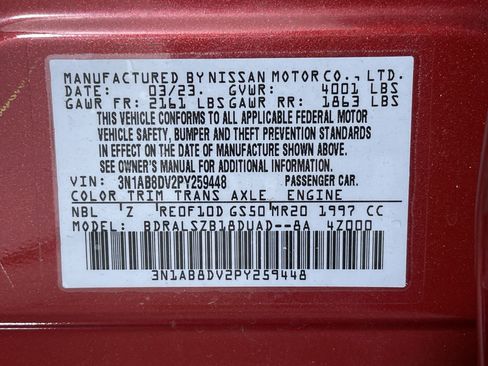 MANUFACTURED BY NISSAN MOTOR CO., LTD.
DATE: 03/23. GVWR: 4001 LBS
GAWR FR: 2161 LBS GAWR RR: 1863 LBS
THIS VEHICLE CONFORMS TO ALL APPLICABLE FEDERAL MOTOR
VEHICLE SAFETY, BUMPER AND THEFT PREVENTION STANDARDS
IN EFFECT ON THE DATE OF MANUFACTURE SHOWN ABOVE.
SEE OWNER'S MANUAL FOR ADDITIONAL INFORMATION.
VIN: 3N1AB8DV2PY259448 PASSENGER CAR.
COLOR TRIM TRANS AXLE ENGINE
NBL Z RE0F10D GS50 MR20 1997 CC
MODEL: BDRALSZB18DUAD--8A 4Z000
3N1AB8DV2PY259448